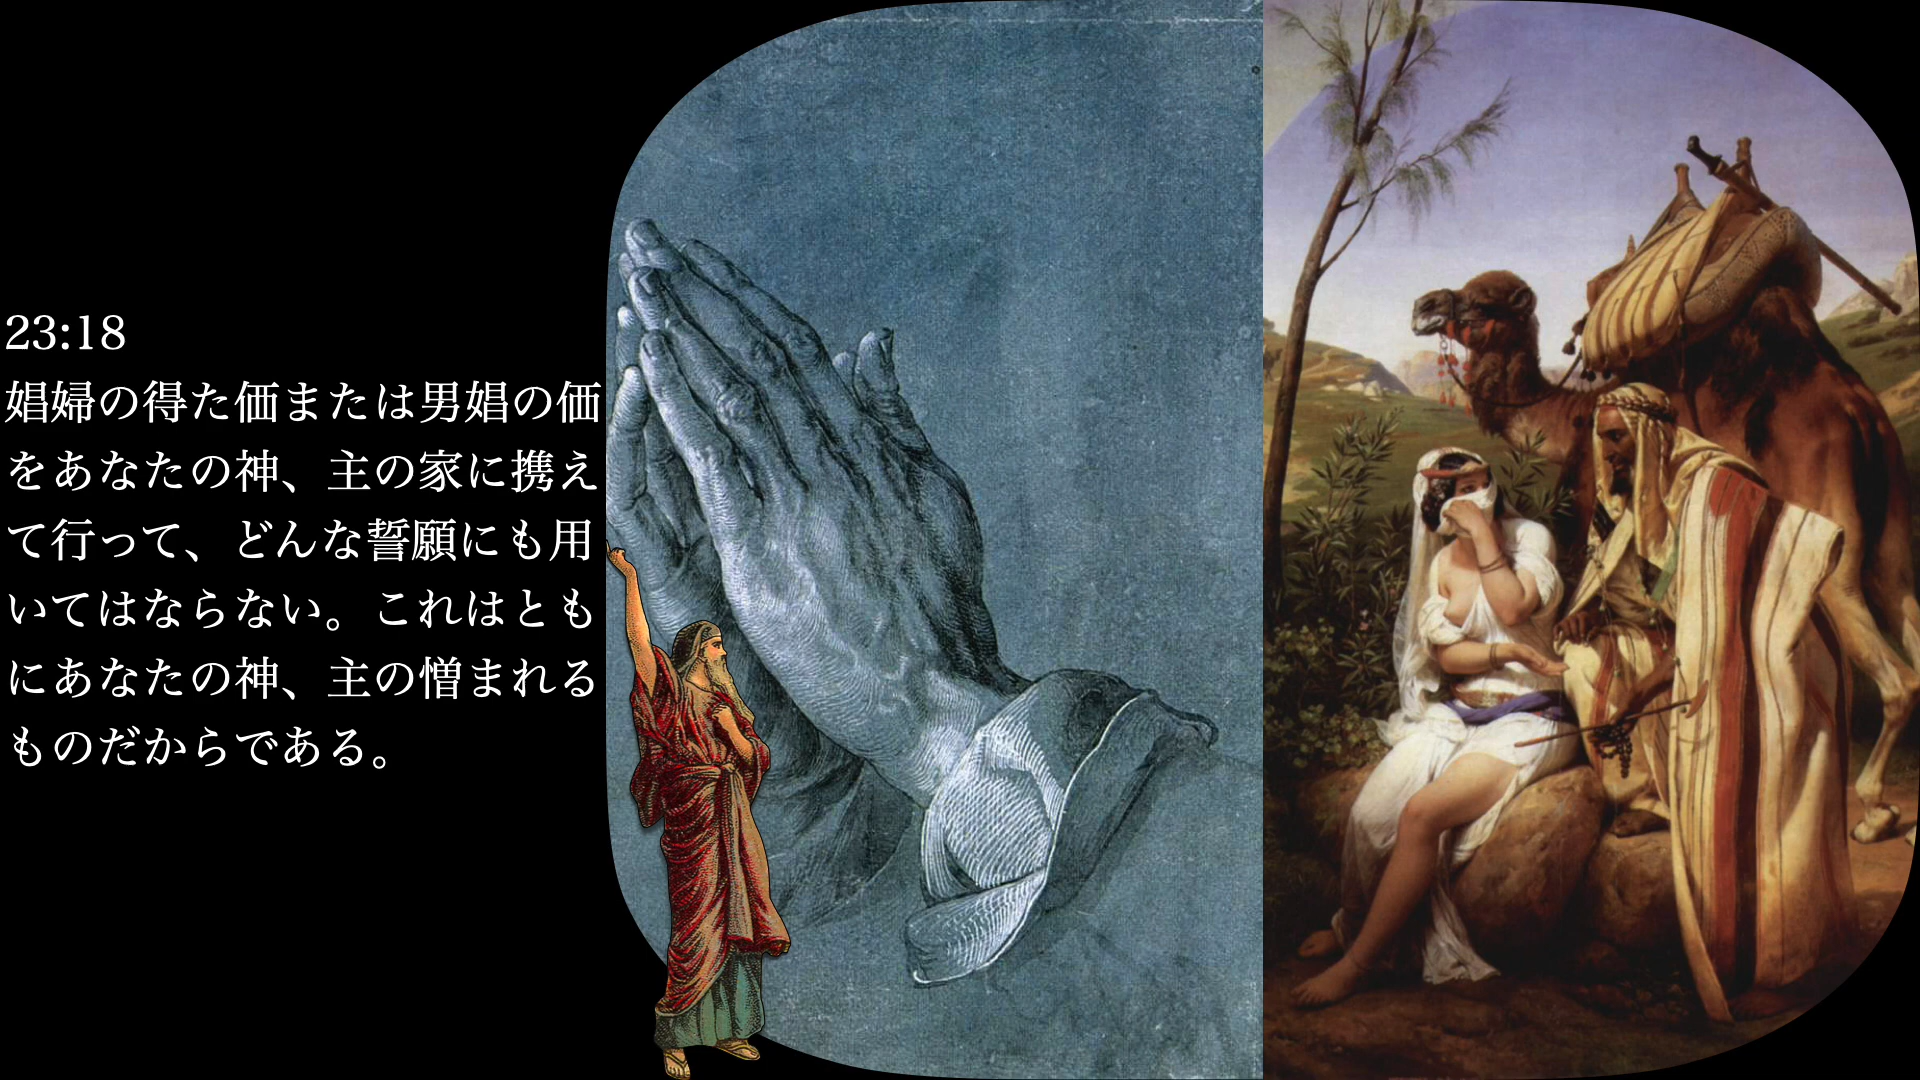 23:18
娼婦の得た価または男娼の価
をあなたの神、主の家に携え
て行って、どんな誓願にも用
いてはならない。これはとも
にあなたの神、主の憎まれる
ものだからである。